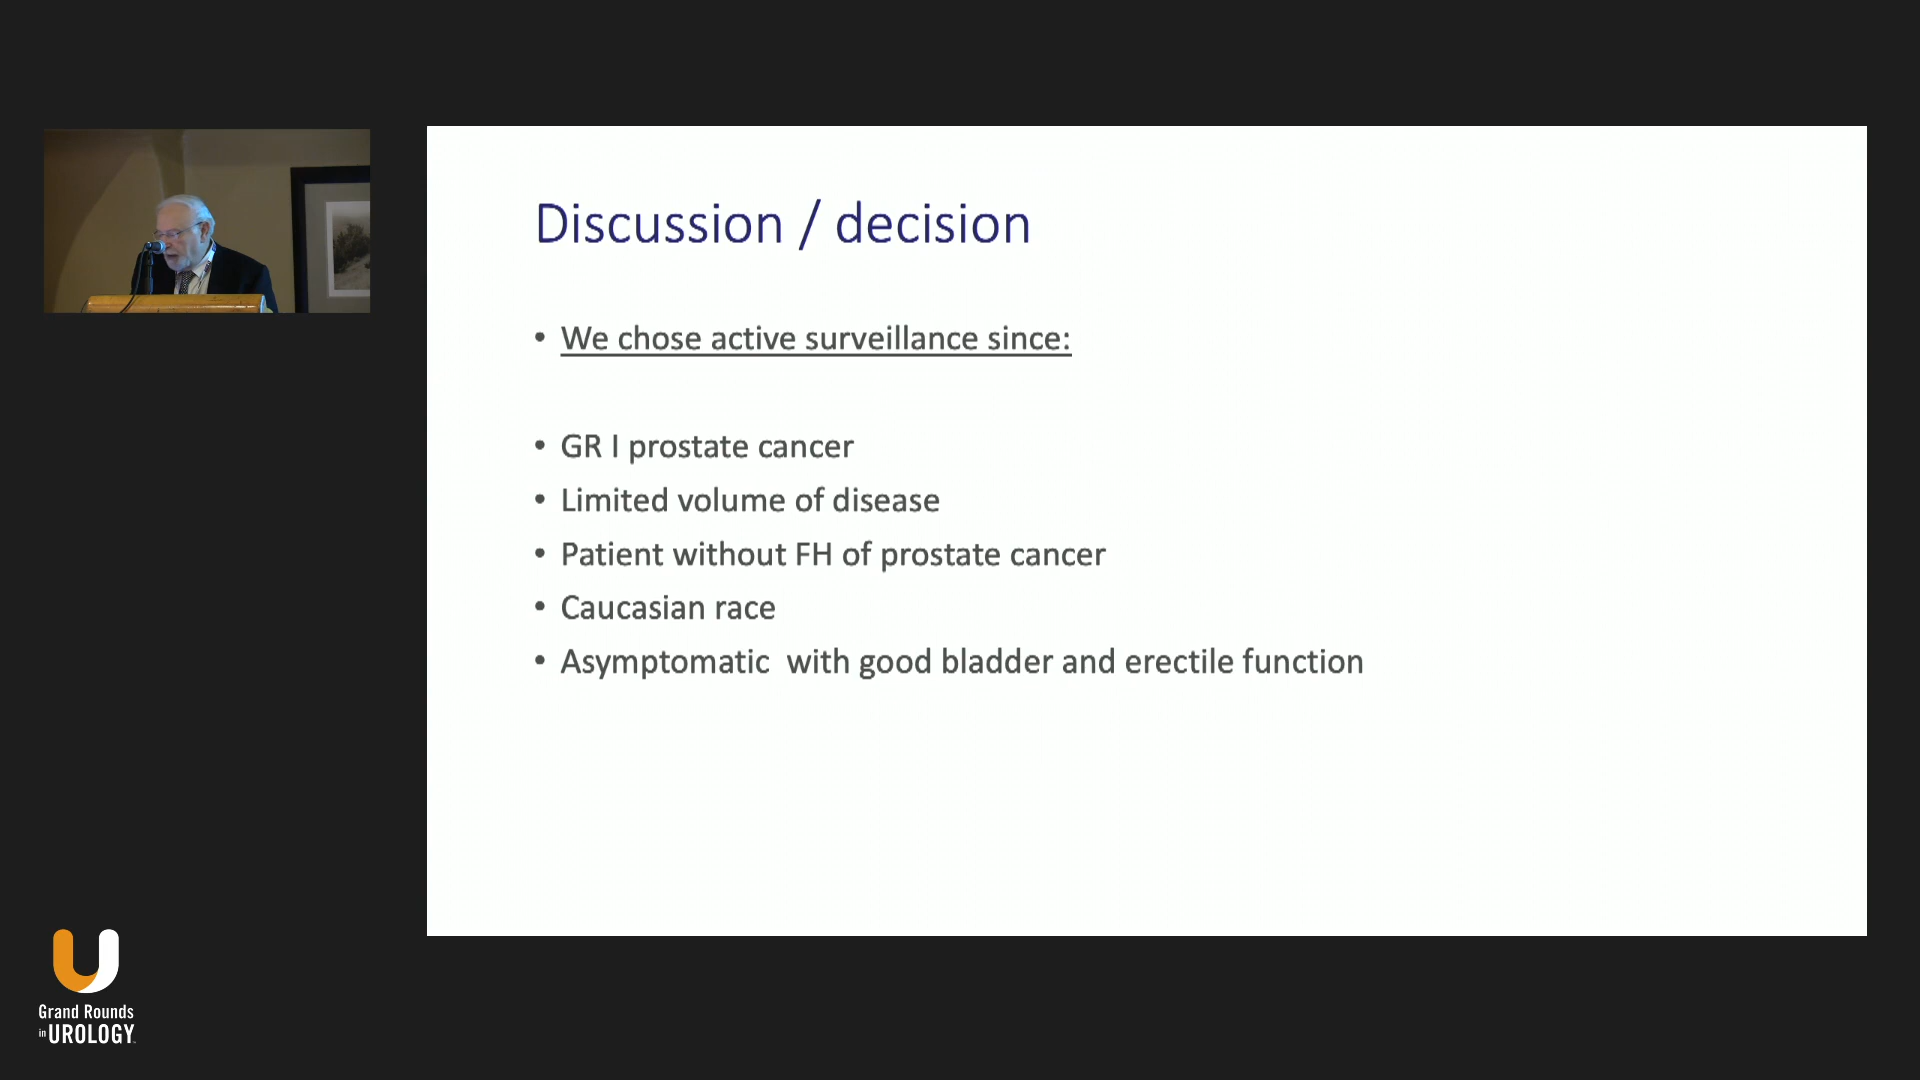 Discussion / decision
• We chose active surveillance since:
• GR I prostate cancer
• Limited volume of disease
• Patient without FH of prostate cancer
• Caucasian race
• Asymptomatic  with good bladder and erectile function
Grand Rounds
in UROLOGY